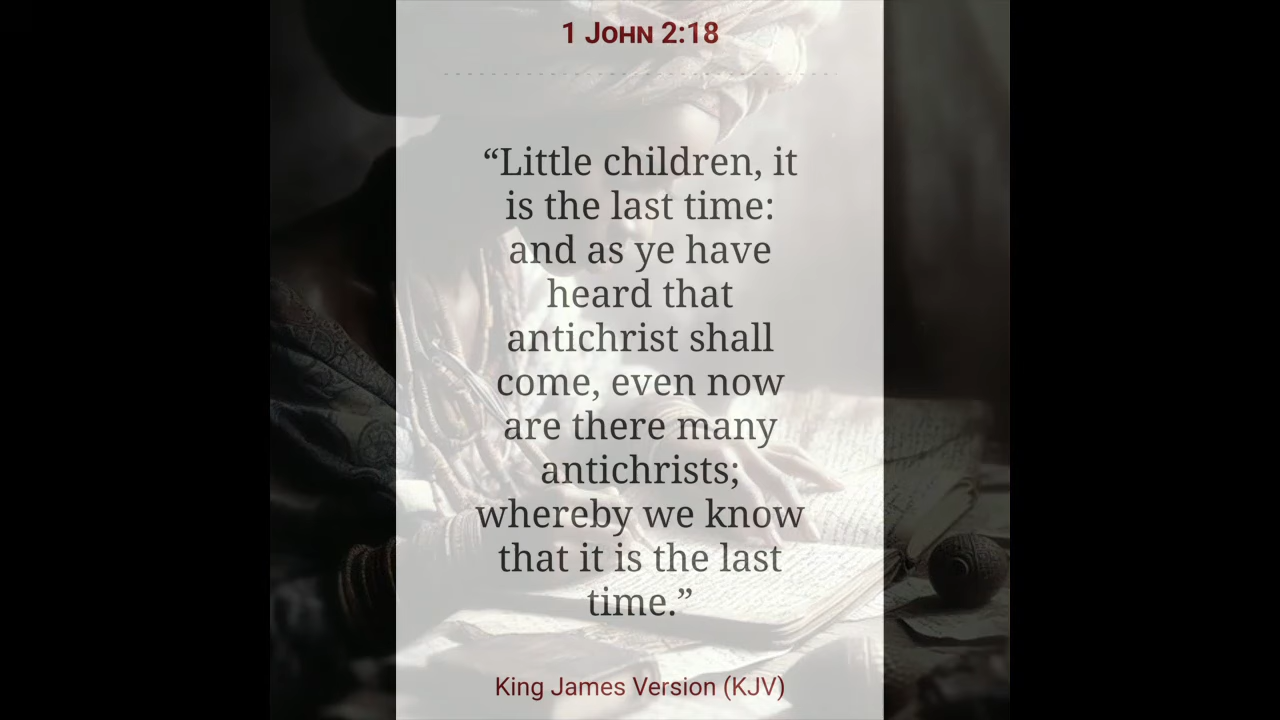 1 John 2:18
“Little children, it
is the last time:
and as ye have
heard that
antichrist shall
come, even now
are there many
antichrists;
whereby we know
that it is the last
time.”
King James Version (KJV)